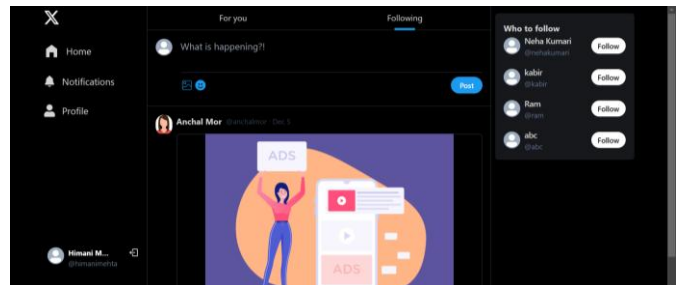 Home
Notifications
Profile
Himani M...
@himanimehta
For you
Following
What is happening?!
Post
Anchal Mor @anchalmor · Dec 5
ADS
ADS
Who to follow
Neha Kumari
@nehakumari
Follow
kabir
@kabir
Follow
Ram
@ram
Follow
abc
@abc
Follow